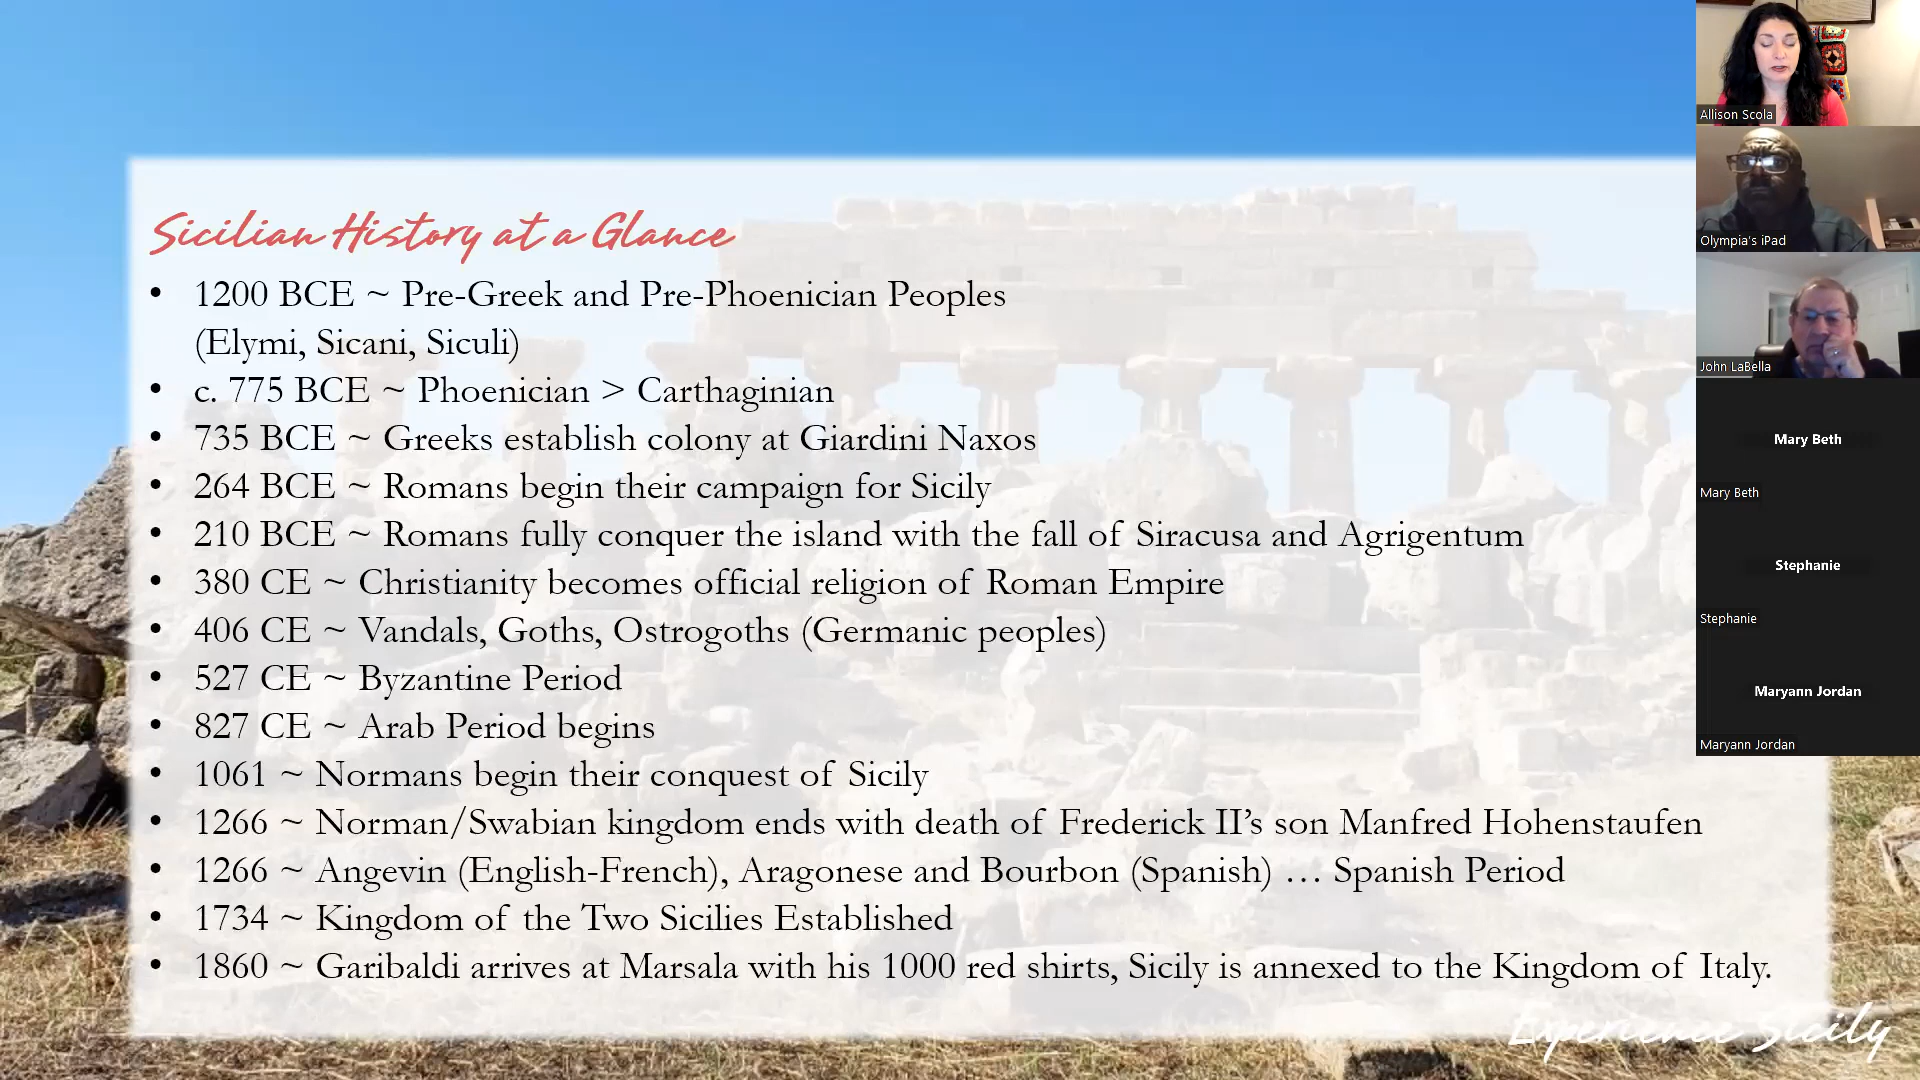 Sicilian History at a Glance
• 1200 BCE ~ Pre-Greek and Pre-Phoenician Peoples
(Elymi, Sicani, Siculi)
• c. 775 BCE ~ Phoenician > Carthaginian
• 735 BCE ~ Greeks establish colony at Giardini Naxos
• 264 BCE ~ Romans begin their campaign for Sicily
• 210 BCE ~ Romans fully conquer the island with the fall of Siracusa and Agrigentum
• 380 CE ~ Christianity becomes official religion of Roman Empire
• 406 CE ~ Vandals, Goths, Ostrogoths (Germanic peoples)
• 527 CE ~ Byzantine Period
• 827 CE ~ Arab Period begins
• 1061 ~ Normans begin their conquest of Sicily
• 1266 ~ Norman/Swabian kingdom ends with death of Frederick II’s son Manfred Hohenstaufen
• 1266 ~ Angevin (English-French), Aragonese and Bourbon (Spanish) … Spanish Period
• 1734 ~ Kingdom of the Two Sicilies Established
• 1860 ~ Garibaldi arrives at Marsala with his 1000 red shirts, Sicily is annexed to the Kingdom of Italy.
Experience Sicily
Allison Scola
Olympia's iPad
John LaBella
Mary Beth
Mary Beth
Stephanie
Stephanie
Maryann Jordan
Maryann Jordan